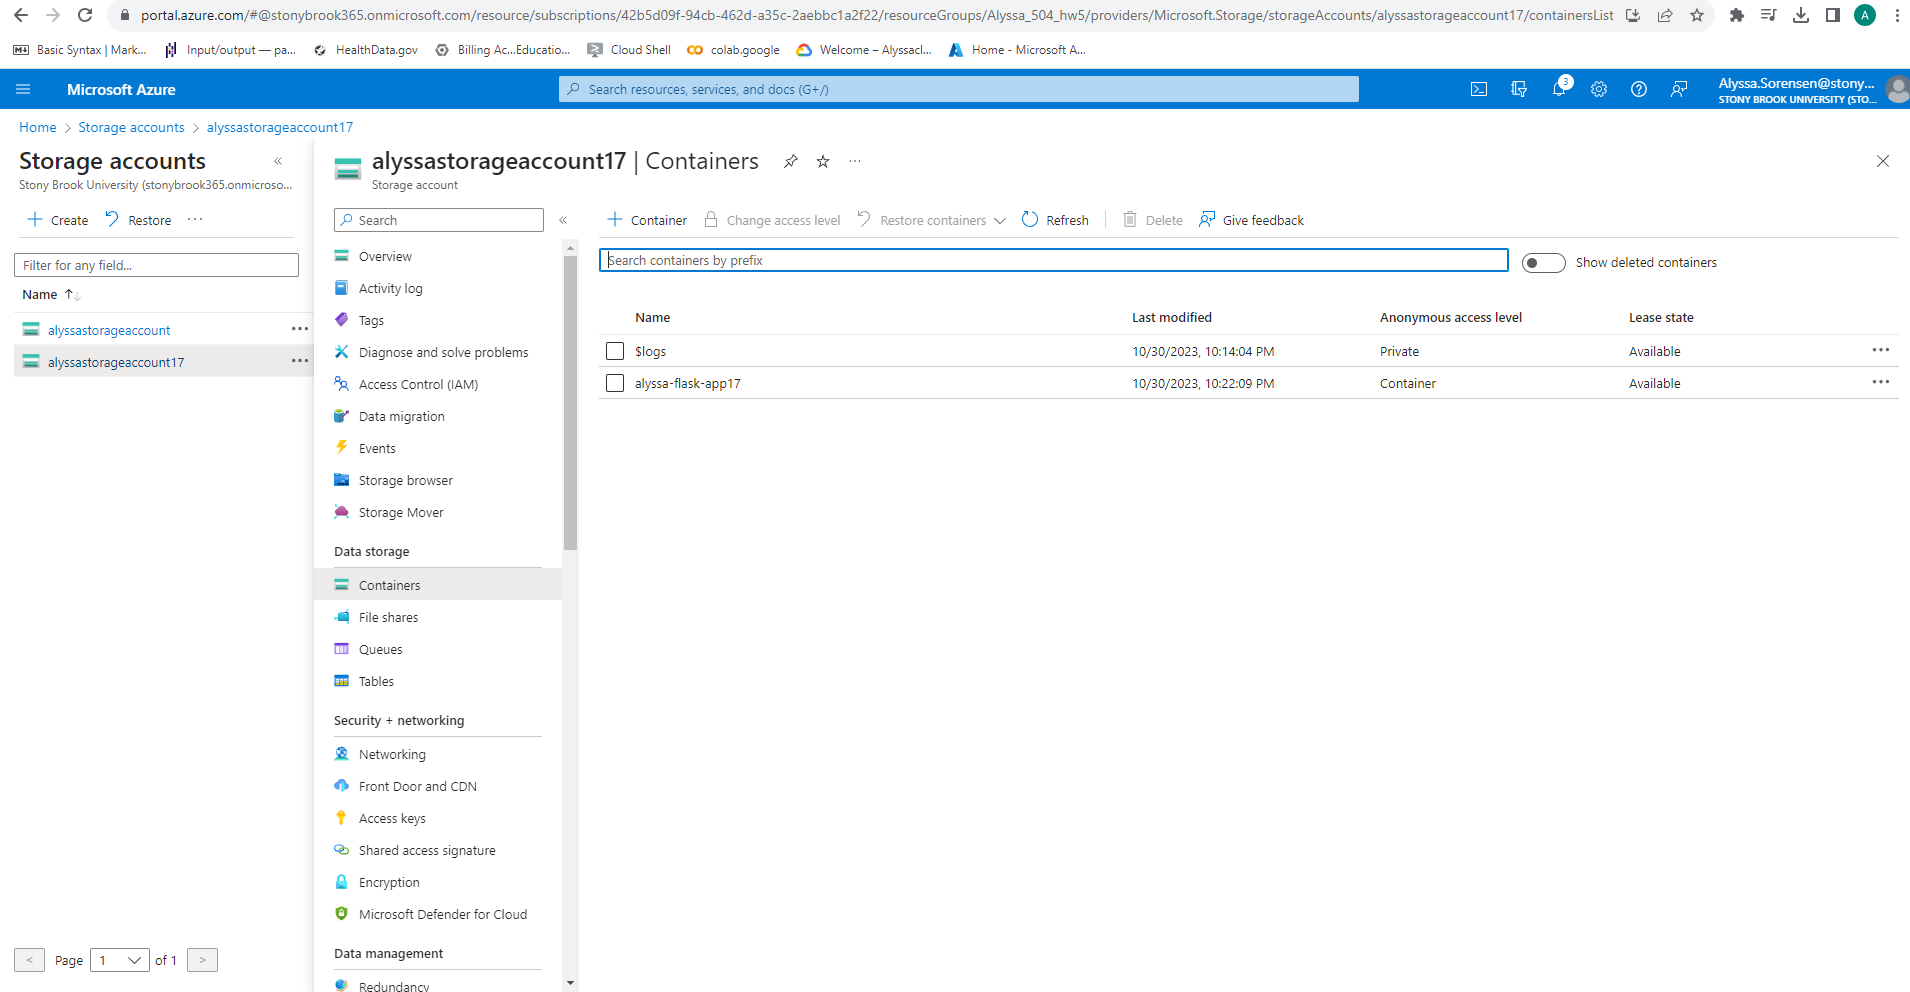 portal.azure.com/#@stonybrook365.onmicrosoft.com/resource/subscriptions/42b5d09f-94cb-462d-a35c-2aebbc1a2f22/resourceGroups/Alyssa_504_hw5/providers/Microsoft.Storage/storageAccounts/alyssastorageaccount17/containersList
A
Basic Syntax | Mark... Input/output — pa... HealthData.gov Billing Ac...Educatio... Cloud Shell colab.google Welcome – Alyssacl... Home - Microsoft A...
Microsoft Azure
Search resources, services, and docs (G+/)
3
Alyssa.Sorensen@stony...
STONY BROOK UNIVERSITY (STO...
Home > Storage accounts > alyssastorageaccount17
Storage accounts
Stony Brook University (stonybrook365.onmicroso...
Create Restore ...
Filter for any field...
Name
alyssastorageaccount
alyssastorageaccount17
< Page 1 of 1 >
alyssastorageaccount17 | Containers
Storage account
Search
Overview
Activity log
Tags
Diagnose and solve problems
Access Control (IAM)
Data migration
Events
Storage browser
Storage Mover
Data storage
Containers
File shares
Queues
Tables
Security + networking
Networking
Front Door and CDN
Access keys
Shared access signature
Encryption
Microsoft Defender for Cloud
Data management
Redundancy
Container Change access level Restore containers Refresh Delete Give feedback
Search containers by prefix
Show deleted containers
Name Last modified Anonymous access level Lease state
$logs 10/30/2023, 10:14:04 PM Private Available
alyssa-flask-app17 10/30/2023, 10:22:09 PM Container Available